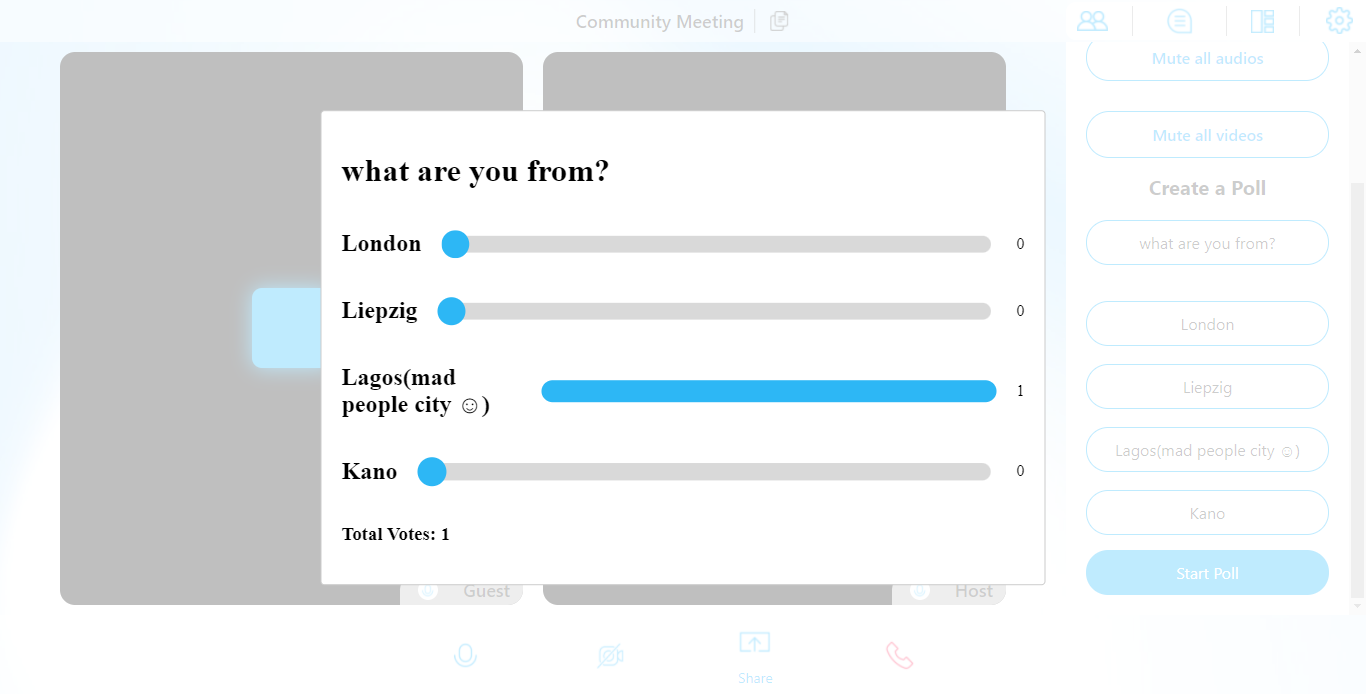 Community Meeting
Mute all audios
Mute all videos
Create a Poll
what are you from?
London
Liepzig
Lagos(mad people city ☺)
Kano
Start Poll
what are you from?
London 0
Liepzig 0
Lagos(mad
people city ☺) 1
Kano 0
Total Votes: 1
Guest
Host
Share